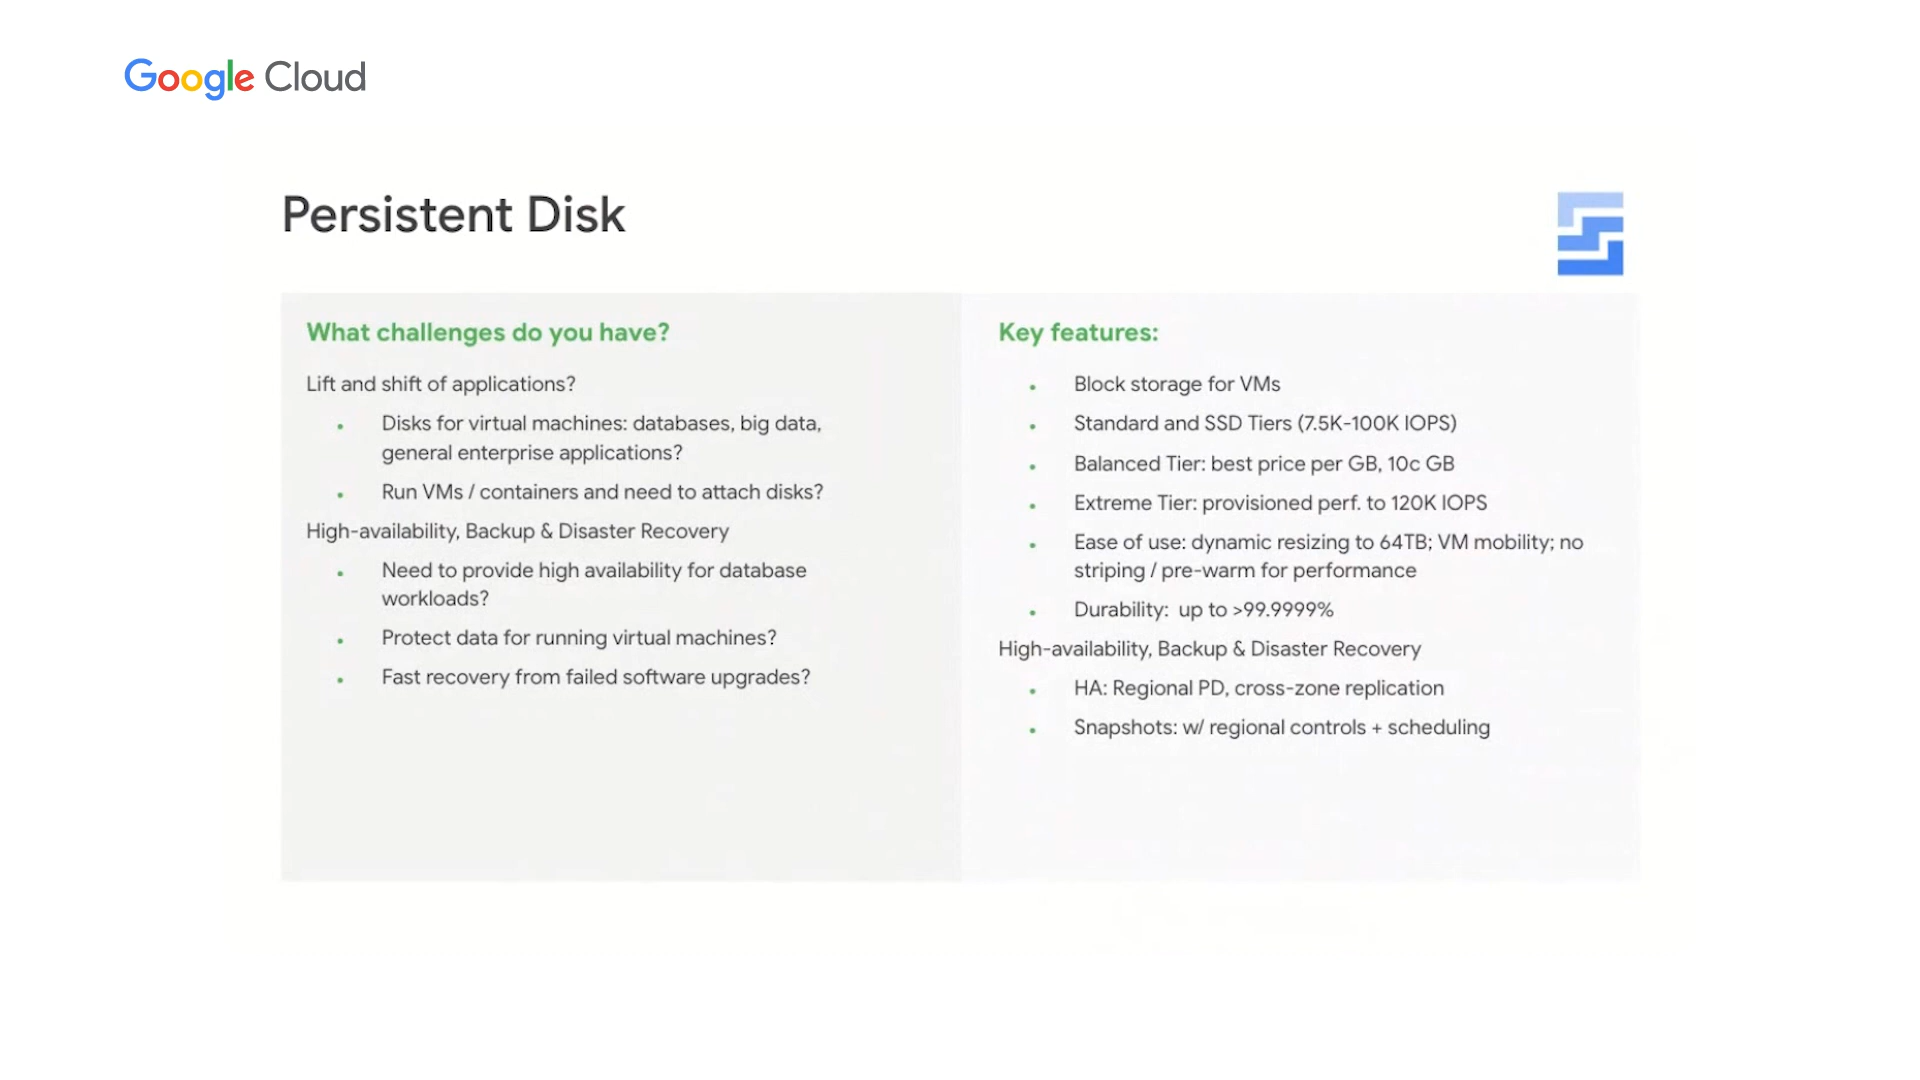 Google Cloud
Persistent Disk
What challenges do you have?
Lift and shift of applications?
• Disks for virtual machines: databases, big data,
general enterprise applications?
• Run VMs / containers and need to attach disks?
High-availability, Backup & Disaster Recovery
• Need to provide high availability for database
workloads?
• Protect data for running virtual machines?
• Fast recovery from failed software upgrades?
Key features:
• Block storage for VMs
• Standard and SSD Tiers (7.5K-100K IOPS)
• Balanced Tier: best price per GB, 10c GB
• Extreme Tier: provisioned perf. to 120K IOPS
• Ease of use: dynamic resizing to 64TB; VM mobility; no
striping / pre-warm for performance
• Durability: up to >99.9999%
High-availability, Backup & Disaster Recovery
• HA: Regional PD, cross-zone replication
• Snapshots: w/ regional controls + scheduling